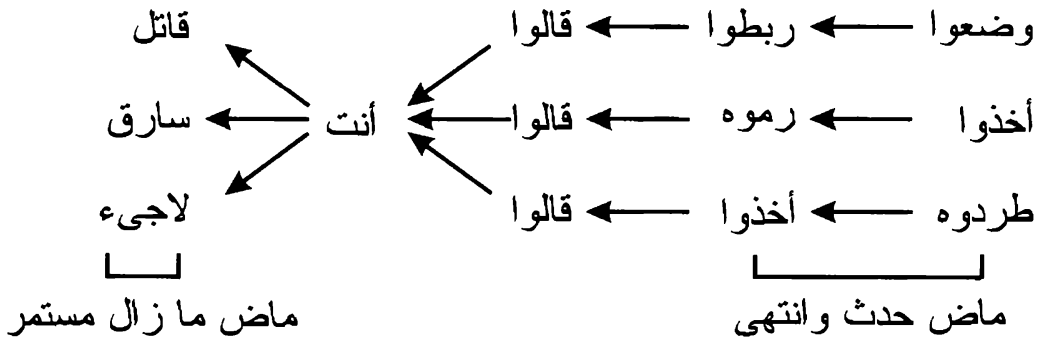 وضعوا ربطوا قالوا قاتل
أخذوا رموه قالوا أنت سارق
طردوه أخذوا قالوا لاجىء
ماض حدث وانتهى ماض ما زال مستمر